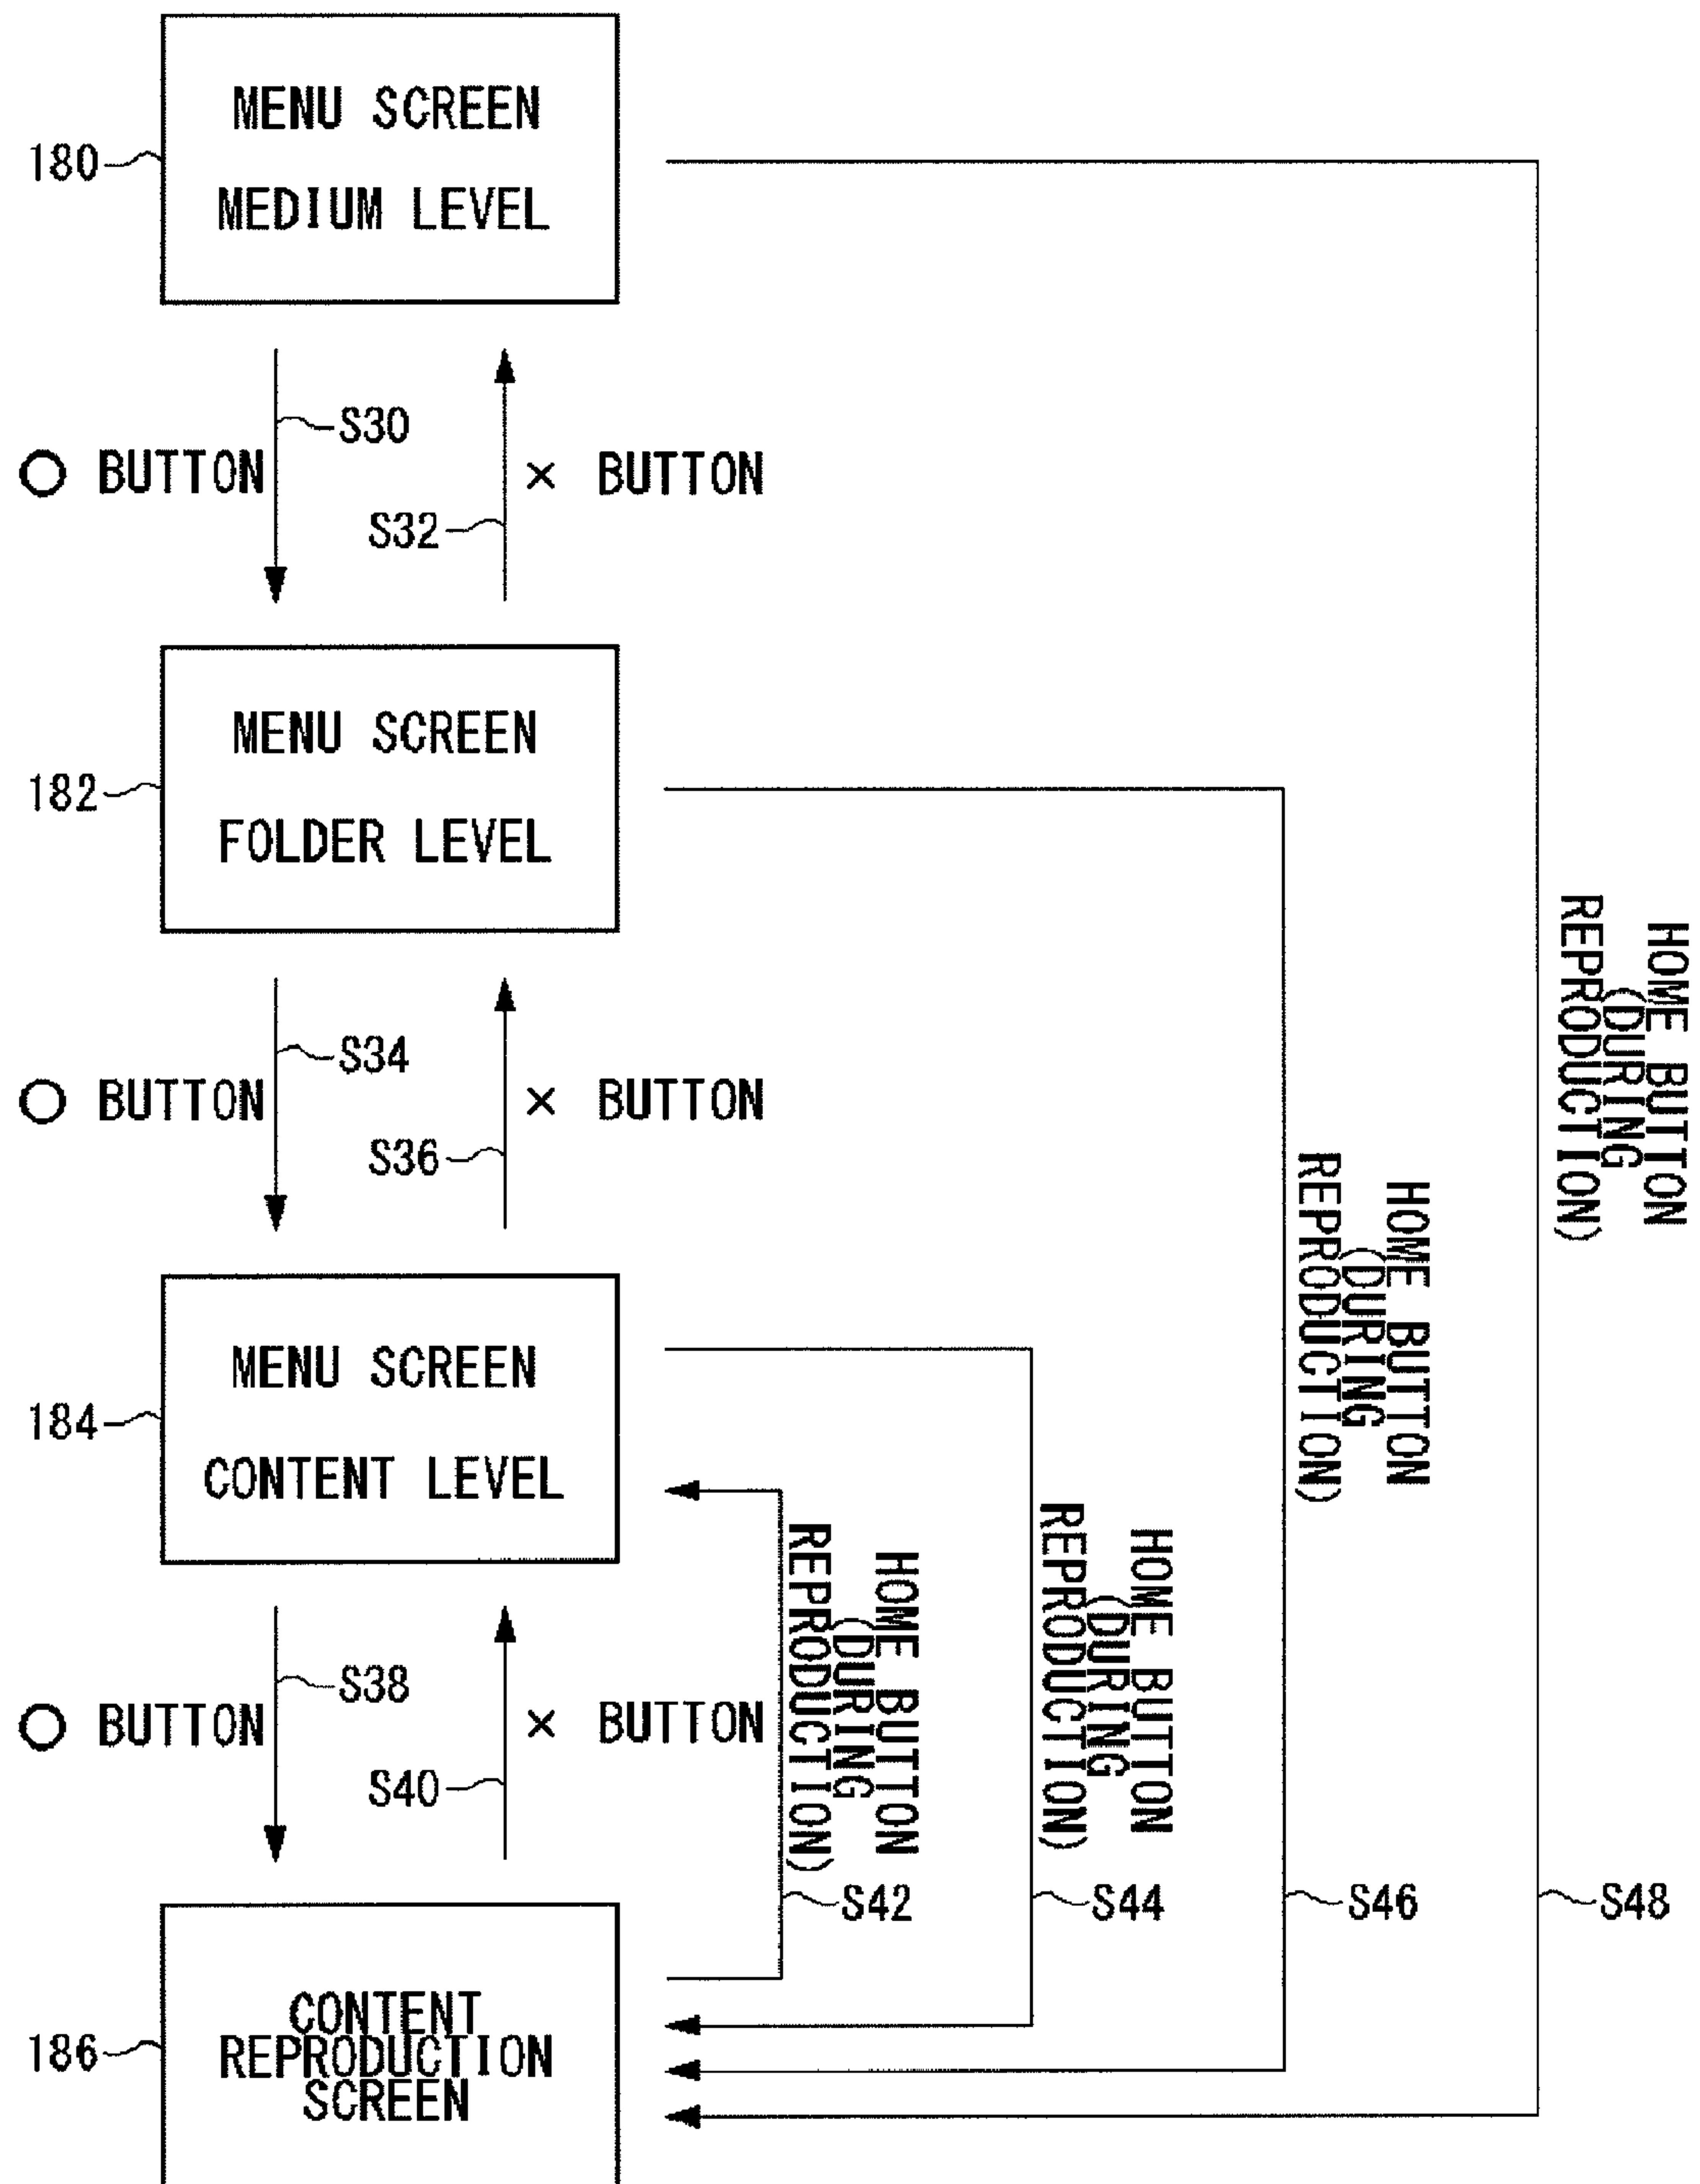 MENU SCREEN
MEDIUM LEVEL
180
S30
○ BUTTON
× BUTTON
S32
MENU SCREEN
FOLDER LEVEL
182
S34
○ BUTTON
× BUTTON
S36
MENU SCREEN
CONTENT LEVEL
184
S38
○ BUTTON
× BUTTON
S40
CONTENT
REPRODUCTION
SCREEN
186
HOME BUTTON
(DURING
REPRODUCTION)
S42
HOME BUTTON
(DURING
REPRODUCTION)
S44
HOME BUTTON
(DURING
REPRODUCTION)
S46
HOME BUTTON
(DURING
REPRODUCTION)
S48